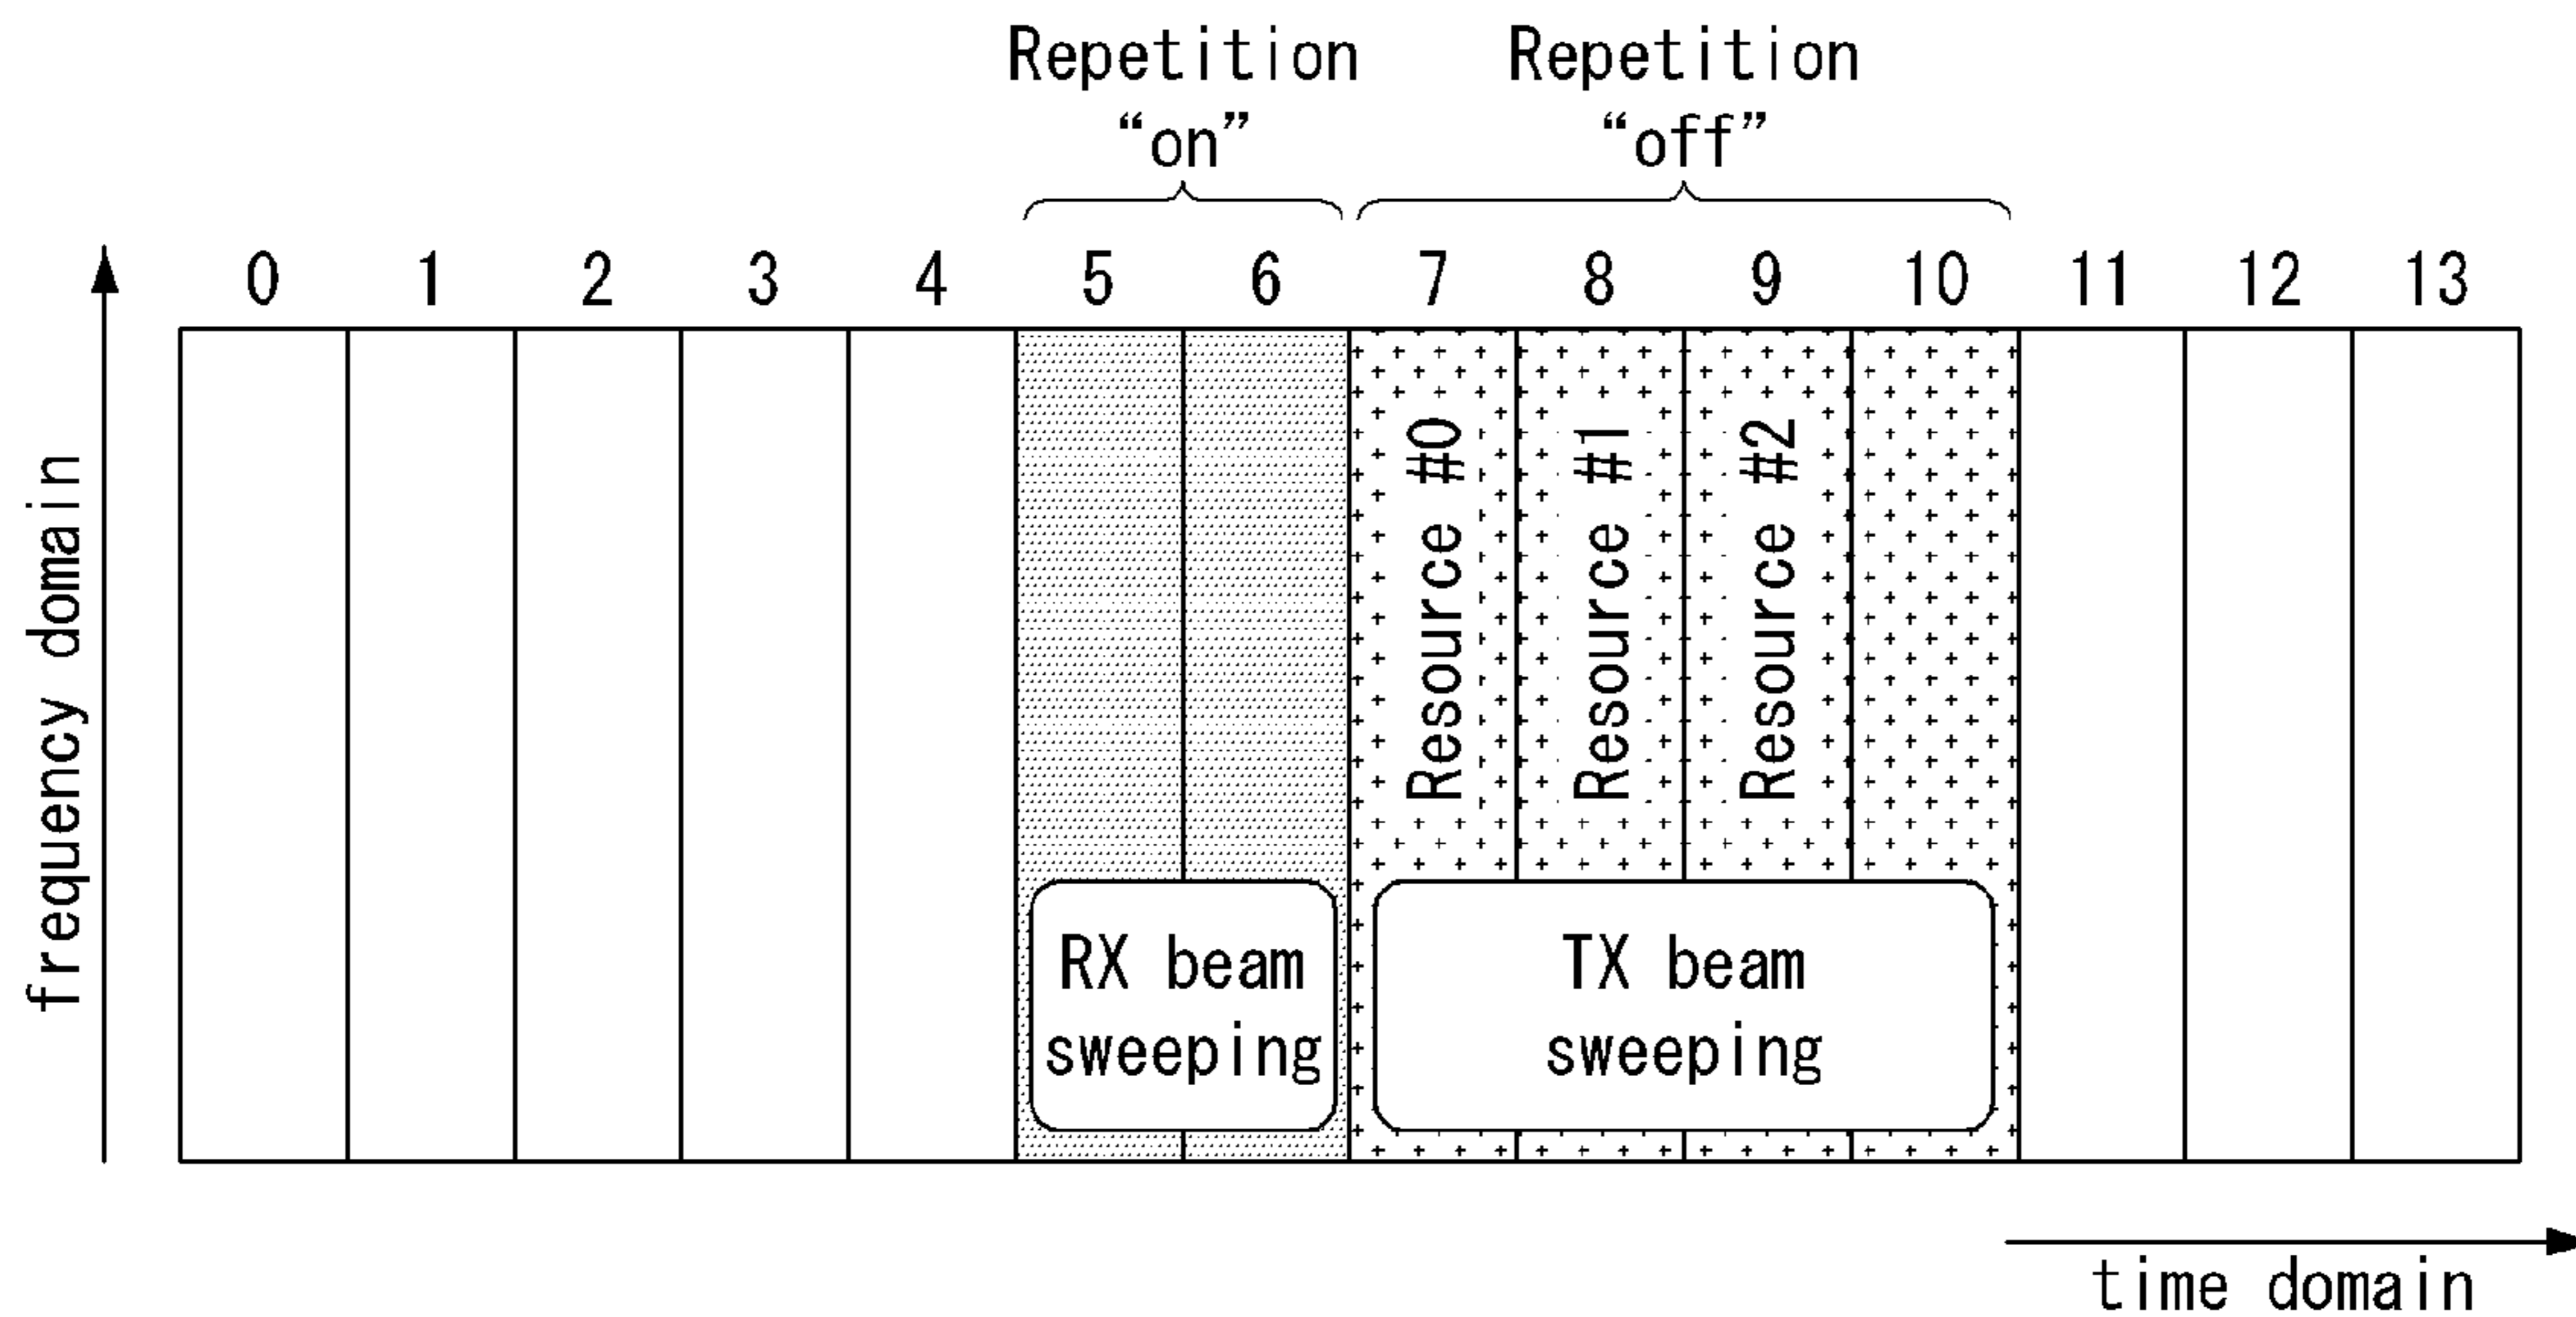 Repetition
“on”
Repetition
“off”
0 1 2 3 4 5 6 7 8 9 10 11 12 13
frequency domain
Resource #0
Resource #1
Resource #2
RX beam
sweeping
TX beam
sweeping
time domain